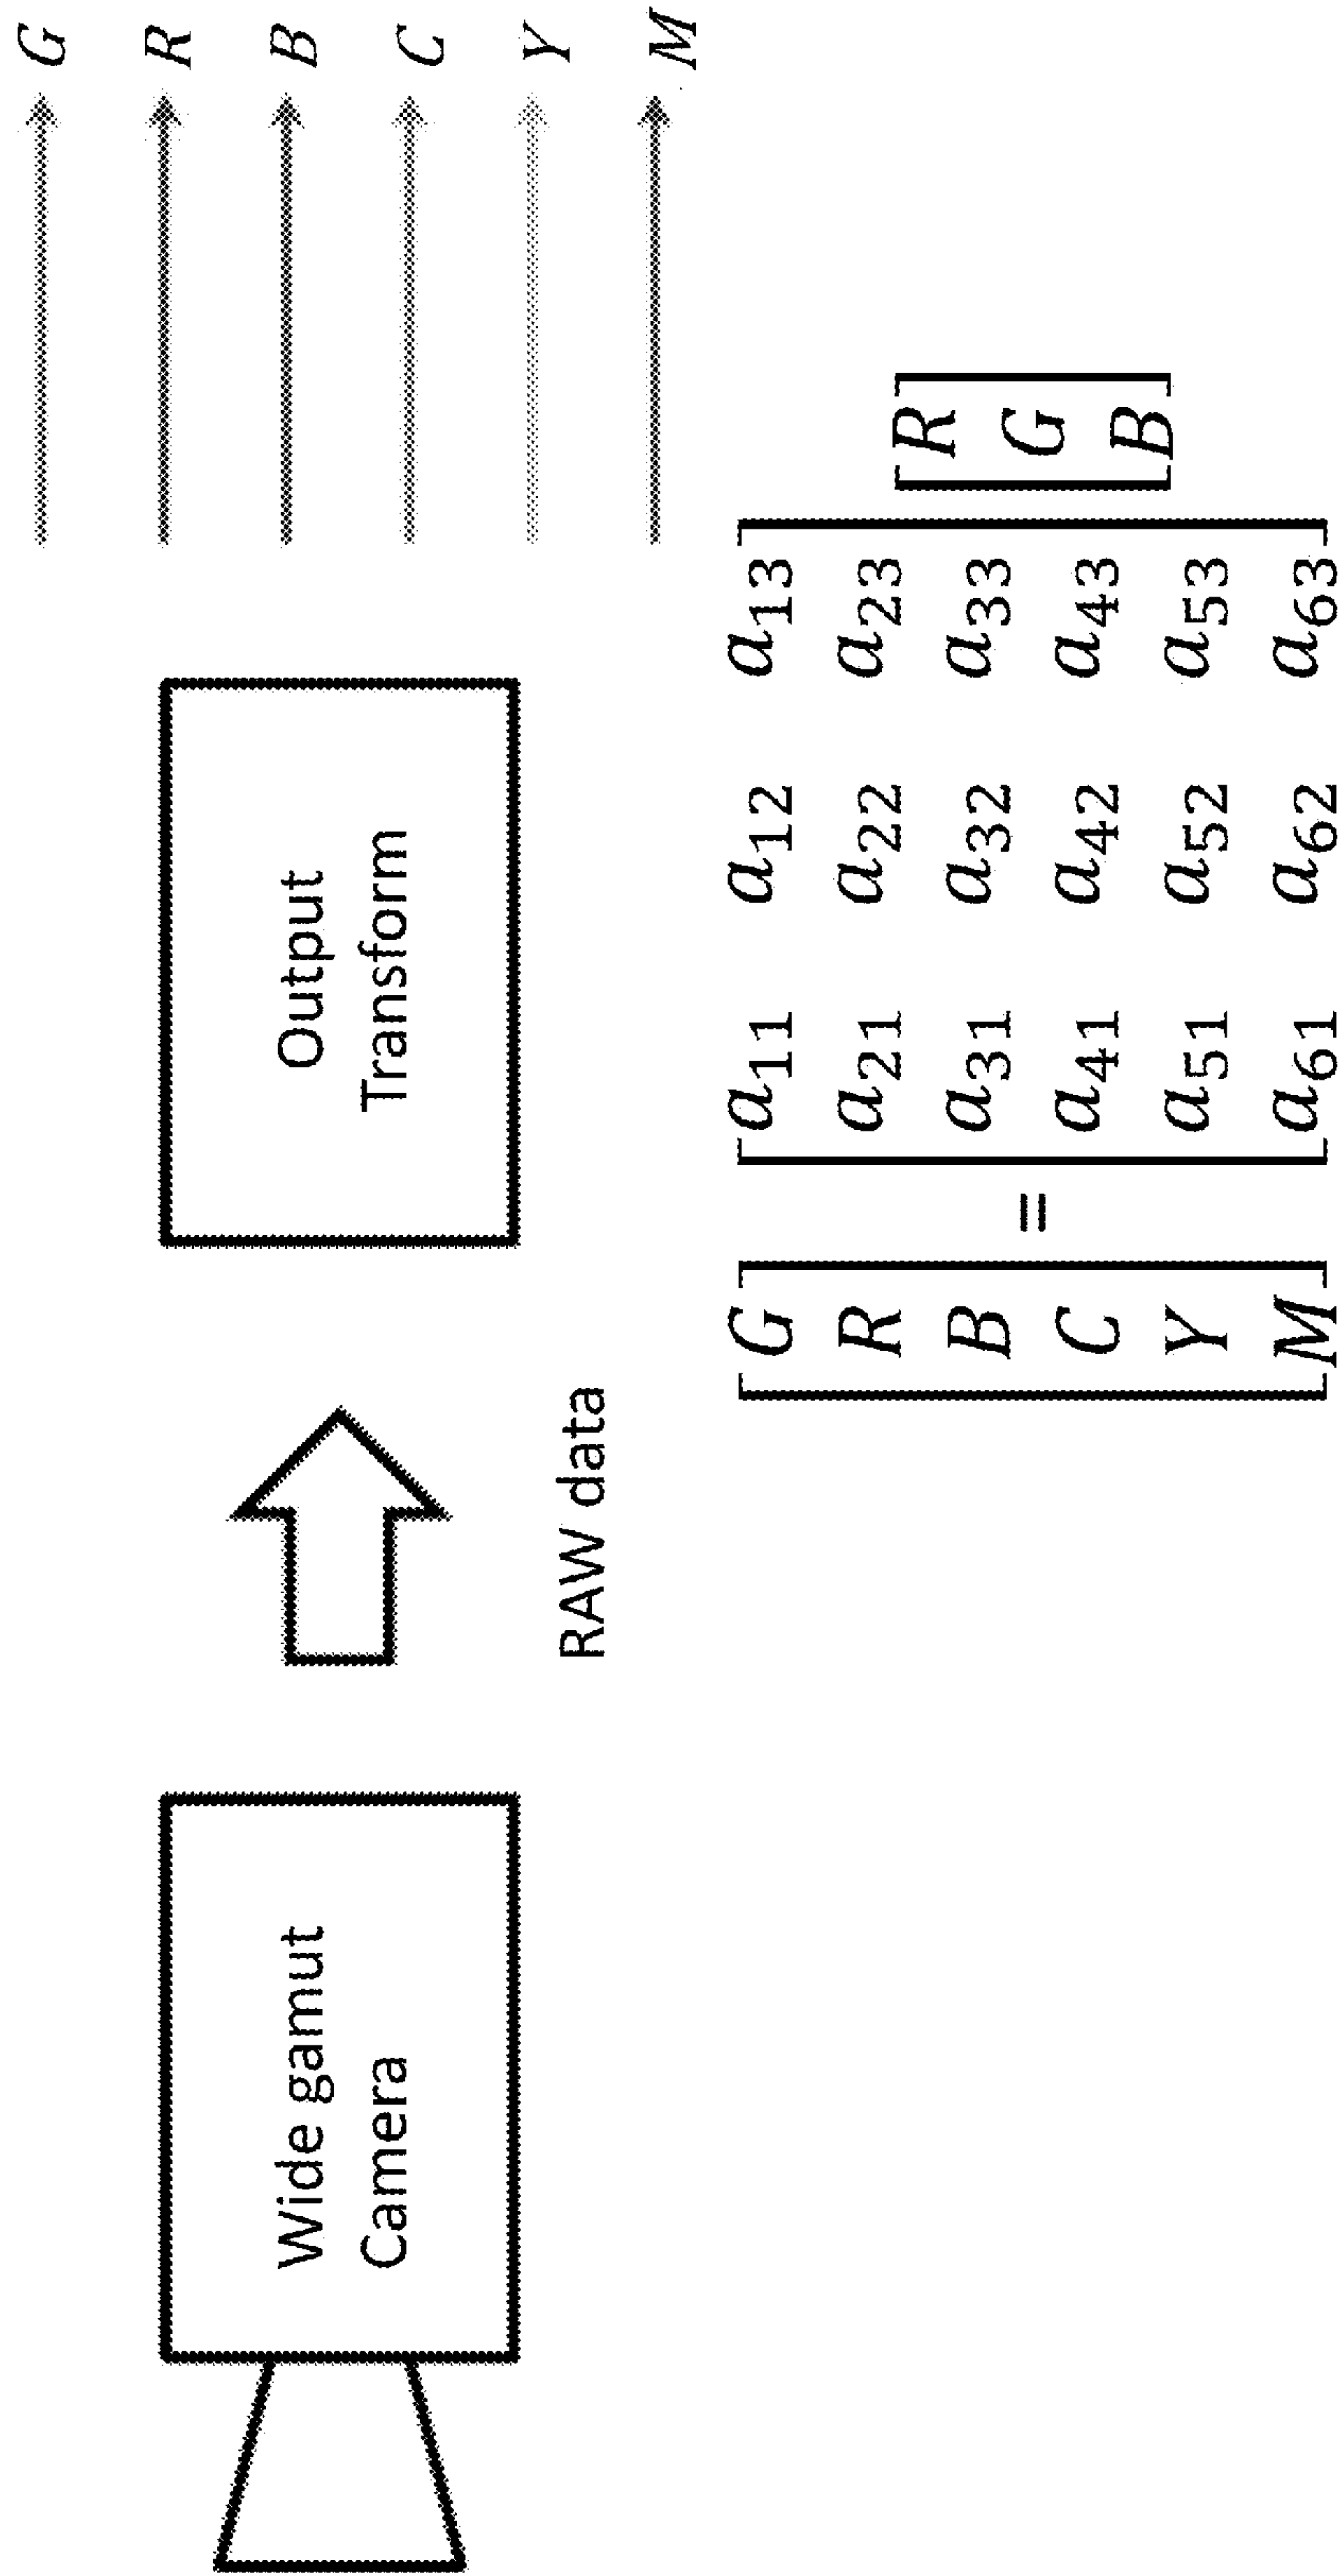 Wide gamut
Camera
RAW data
Output
Transform
G
R
B
C
Y
M
[G R B C Y M] = [a11 a12 a13
a21 a22 a23
a31 a32 a33
a41 a42 a43
a51 a52 a53
a61 a62 a63] [R G B]